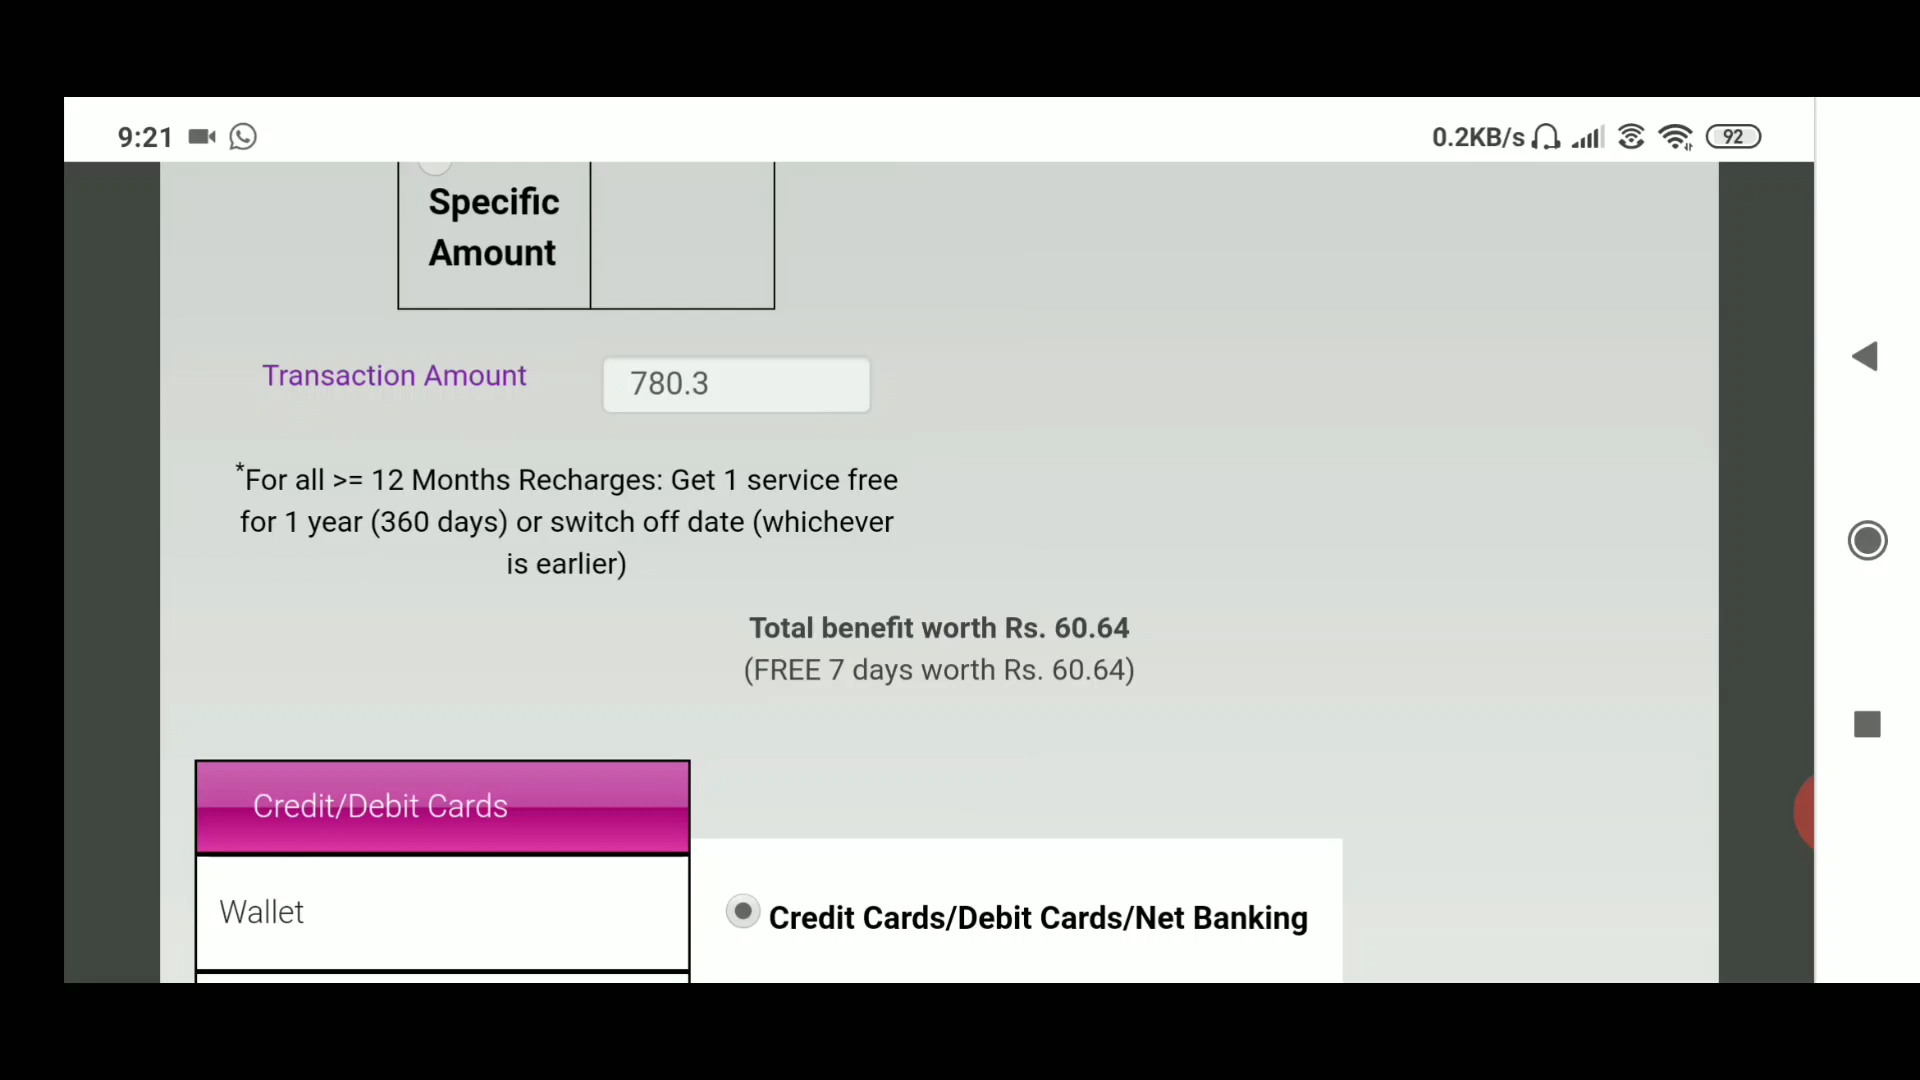 9:21
0.2KB/s
92
Specific
Amount
Transaction Amount
780.3
*For all >= 12 Months Recharges: Get 1 service free
for 1 year (360 days) or switch off date (whichever
is earlier)
Total benefit worth Rs. 60.64
(FREE 7 days worth Rs. 60.64)
Credit/Debit Cards
Wallet
Credit Cards/Debit Cards/Net Banking